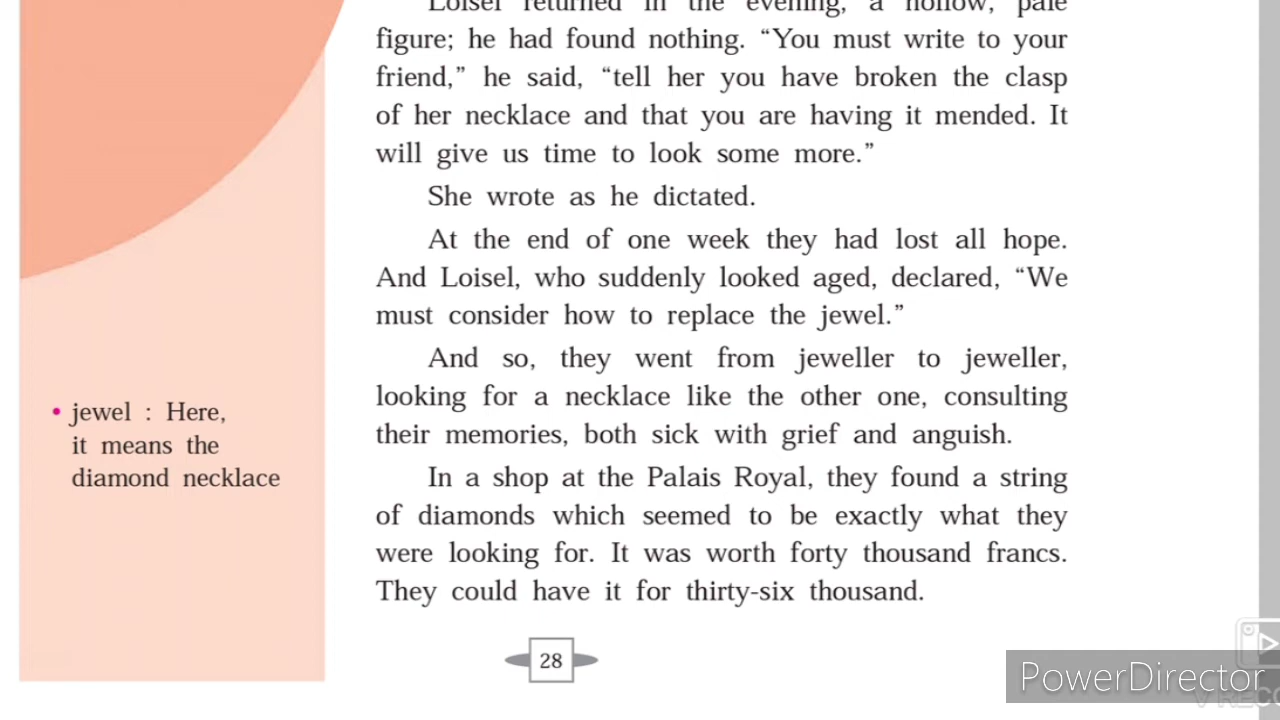 Loisel returned in the evening, a hollow, pale
figure; he had found nothing. “You must write to your
friend,” he said, “tell her you have broken the clasp
of her necklace and that you are having it mended. It
will give us time to look some more.”
She wrote as he dictated.
At the end of one week they had lost all hope.
And Loisel, who suddenly looked aged, declared, “We
must consider how to replace the jewel.”
And so, they went from jeweller to jeweller,
looking for a necklace like the other one, consulting
their memories, both sick with grief and anguish.
In a shop at the Palais Royal, they found a string
of diamonds which seemed to be exactly what they
were looking for. It was worth forty thousand francs.
They could have it for thirty-six thousand.
• jewel : Here,
it means the
diamond necklace
28
PowerDirector